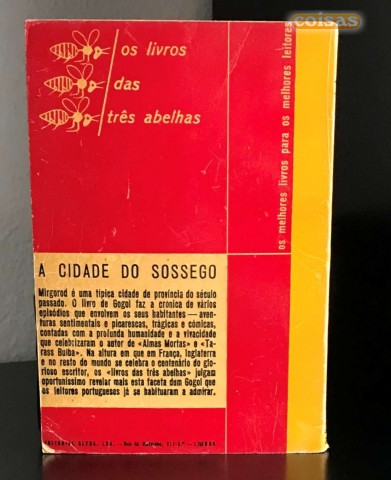 coisas
os livros
das
três abelhas
os melhores livros para os melhores leitores
A CIDADE DO SOSSEGO
Mirgorod é uma típica cidade de província do século
passado. O livro de Gogol faz a crónica de vários
episódios que envolvem os seus habitantes — aven-
turas sentimentais e picarescas, trágicas e cómicas,
contadas com a profunda humanidade e a vivacidade
que celebrizaram o autor de «Almas Mortas» e «Ta-
rass Bulba». Na altura em que em França, Inglaterra
e no resto do mundo se celebra o centenário do glo-
rioso escritor, os «livros das três abelhas» julgam
oportuníssimo revelar mais esta faceta dum Gogol que
os leitores portugueses já se habituaram a admirar.